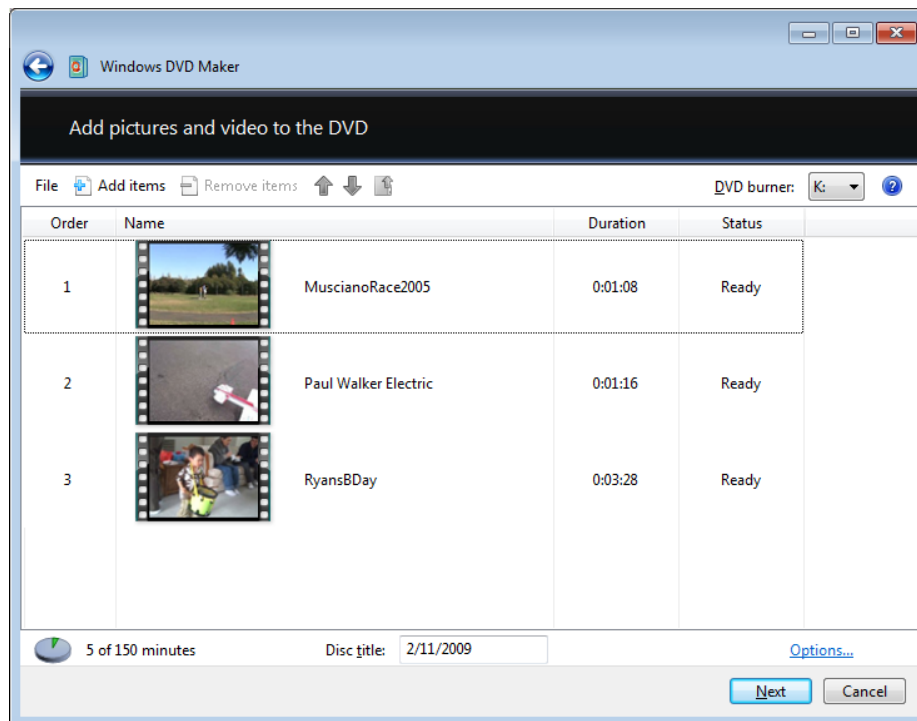 Windows DVD Maker
Add pictures and video to the DVD
File Add items Remove items DVD burner: K:
Order Name Duration Status
1 MuscianoRace2005 0:01:08 Ready
2 Paul Walker Electric 0:01:16 Ready
3 RyansBDay 0:03:28 Ready
5 of 150 minutes Disc title: 2/11/2009 Options...
Next Cancel